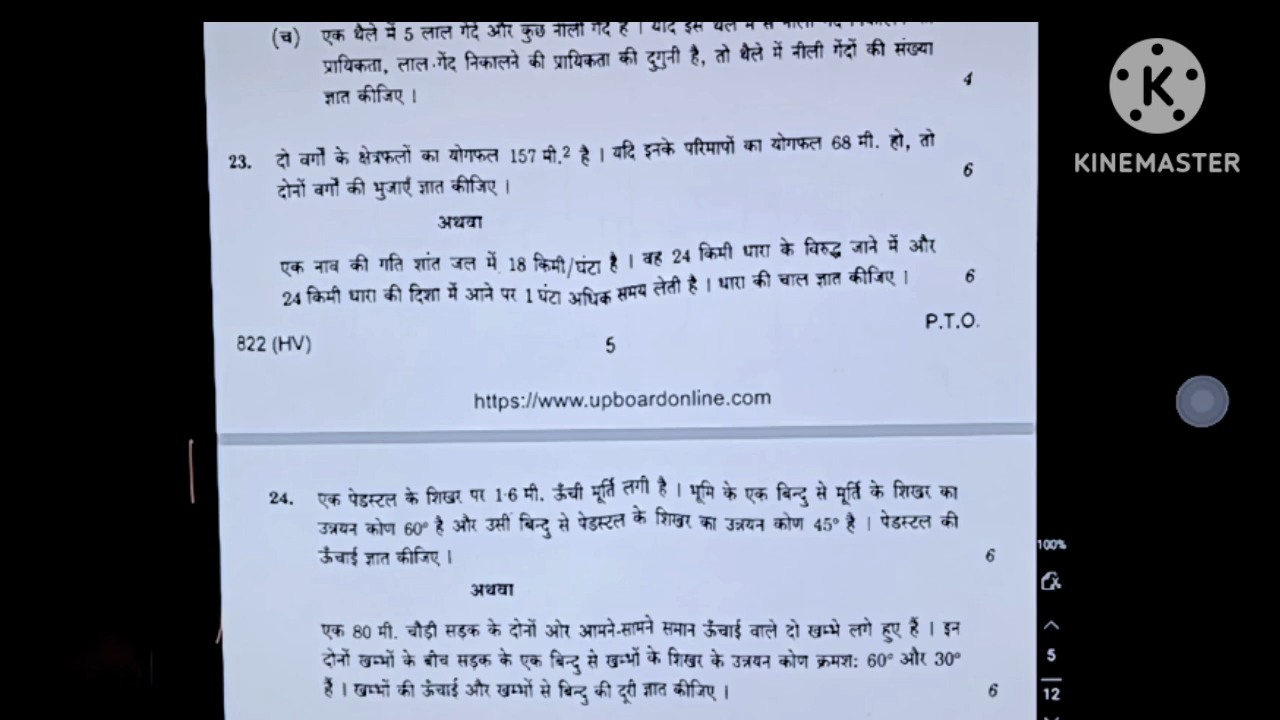 (च) एक थैले में 5 लाल गेंदें और कुछ नीली गेंदें हैं । यदि इस थैले में से नीली गेंद
प्रायिकता, लाल गेंद निकालने की प्रायिकता की दुगुनी है, तो थैले में नीली गेंदों की संख्या
ज्ञात कीजिए । 4
K
KINEMASTER
23. दो वर्गों के क्षेत्रफलों का योगफल 157 मी.² है । यदि इनके परिमापों का योगफल 68 मी. हो, तो
दोनों वर्गों की भुजाएँ ज्ञात कीजिए । 6
अथवा
एक नाव की गति शांत जल में 18 किमी/घंटा है । वह 24 किमी धारा के विरुद्ध जाने में और
24 किमी धारा की दिशा में आने पर 1 घंटा अधिक समय लेती है । धारा की चाल ज्ञात कीजिए । 6
P.T.O.
822 (HV) 5
https://www.upboardonline.com
24. एक पेडस्टल के शिखर पर 1·6 मी. ऊँची मूर्ति लगी है । भूमि के एक बिन्दु से मूर्ति के शिखर का
उन्नयन कोण 60° है और उसी बिन्दु से पेडस्टल के शिखर का उन्नयन कोण 45° है । पेडस्टल की
ऊँचाई ज्ञात कीजिए । 6
अथवा
एक 80 मी. चौड़ी सड़क के दोनों ओर आमने-सामने समान ऊँचाई वाले दो खम्भे लगे हुए हैं । इन
दोनों खम्भों के बीच सड़क के एक बिन्दु से खम्भों के शिखर के उन्नयन कोण क्रमश: 60° और 30°
हैं । खम्भों की ऊँचाई और खम्भों से बिन्दु की दूरी ज्ञात कीजिए । 6
100%
5
12